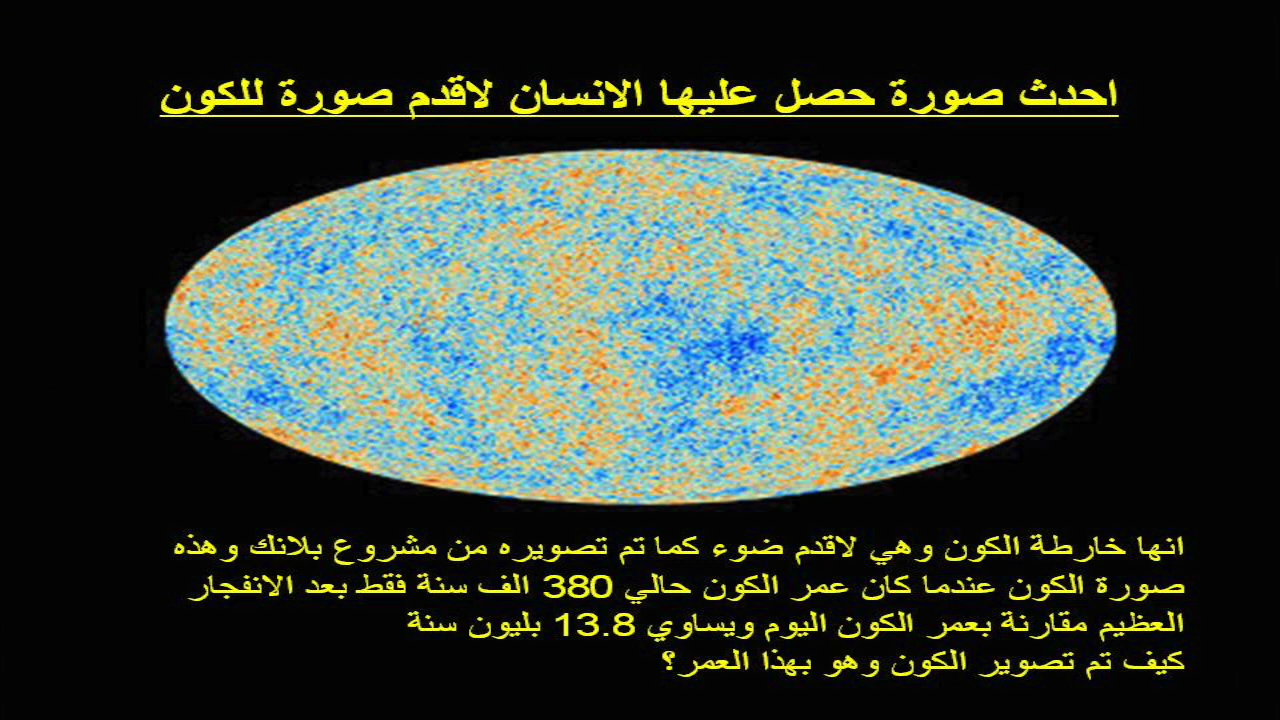 احدث صورة حصل عليها الانسان لاقدم صورة للكون
انها خارطة الكون وهي لاقدم ضوء كما تم تصويره من مشروع بلانك وهذه
صورة الكون عندما كان عمر الكون حالي 380 الف سنة فقط بعد الانفجار
العظيم مقارنة بعمر الكون اليوم ويساوي 13.8 بليون سنة
كيف تم تصوير الكون وهو بهذا العمر؟